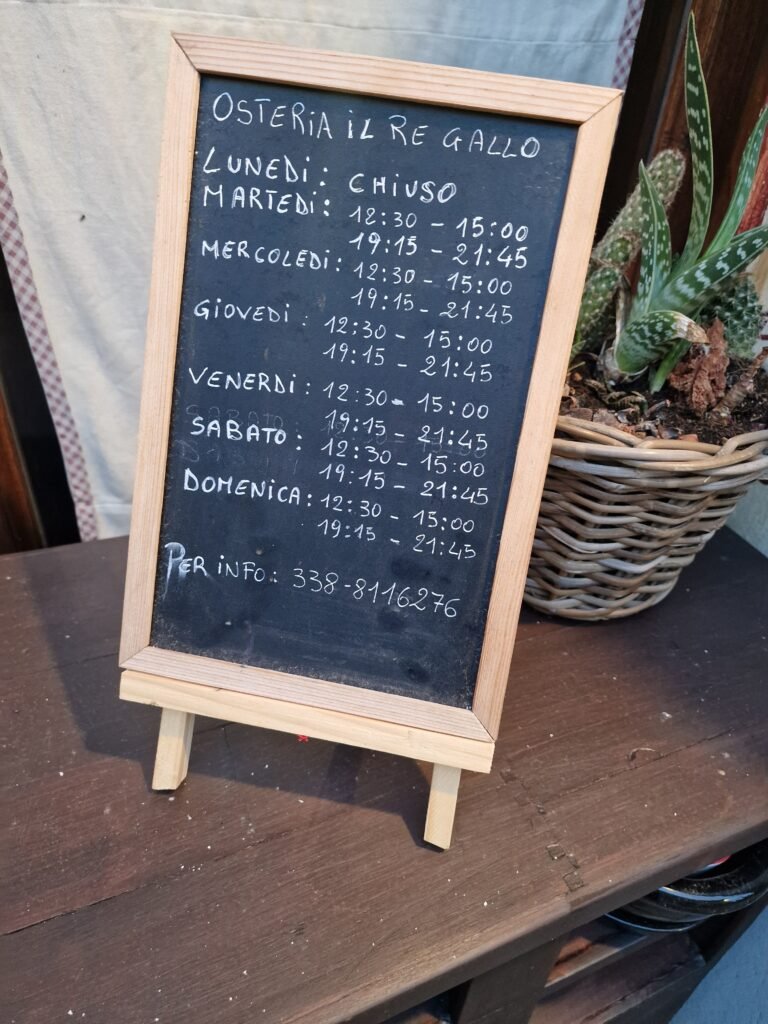 OSTERiA iL RE GALLO
LUNEDi: CHiUSO
MARTEDi: 12:30 - 15:00
19:15 - 21:45
MERCOLEDi: 12:30 - 15:00
19:15 - 21:45
GiOVEDi: 12:30 - 15:00
19:15 - 21:45
VENERDi: 12:30 - 15:00
19:15 - 21:45
SABATO: 12:30 - 15:00
19:15 - 21:45
DOMENiCA: 12:30 - 15:00
19:15 - 21:45
PER iNFO: 338-8116276